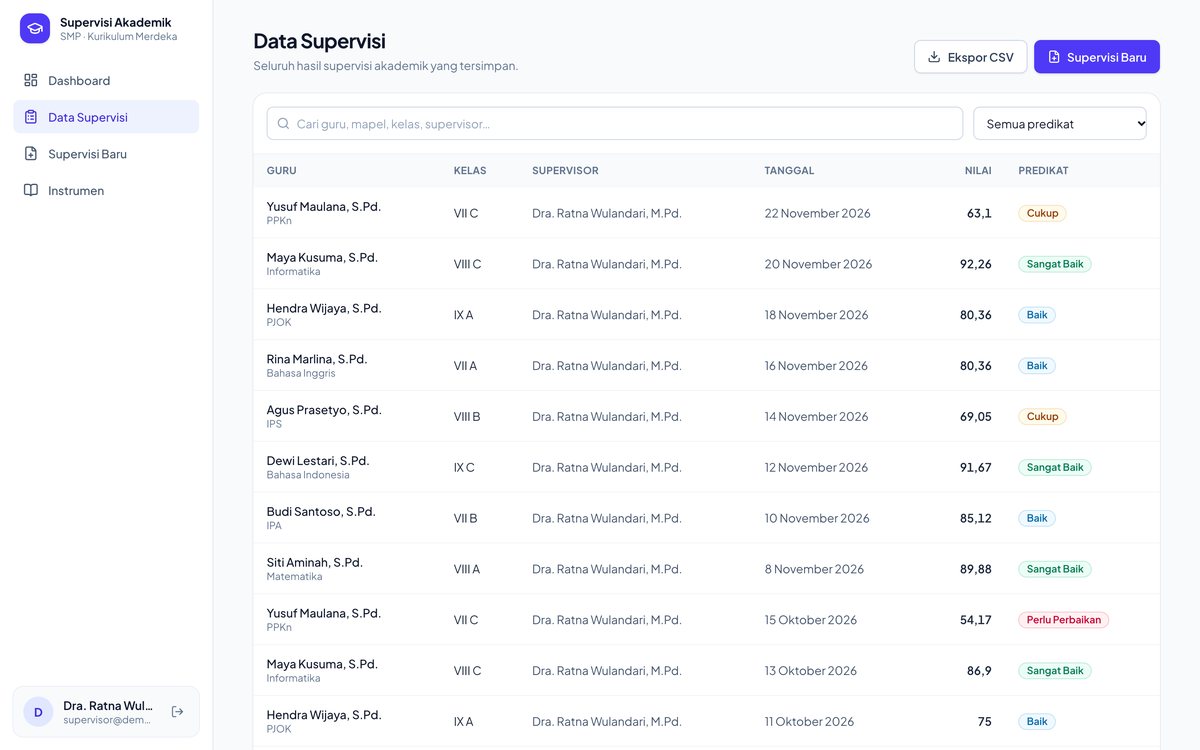 Supervisi Akademik
SMP · Kurikulum Merdeka
Dashboard
Data Supervisi
Supervisi Baru
Instrumen
Data Supervisi
Seluruh hasil supervisi akademik yang tersimpan.
Ekspor CSV
Supervisi Baru
Cari guru, mapel, kelas, supervisor...
Semua predikat
GURU KELAS SUPERVISOR TANGGAL NILAI PREDIKAT
Yusuf Maulana, S.Pd.
PPKn
VII C Dra. Ratna Wulandari, M.Pd. 22 November 2026 63,1 Cukup
Maya Kusuma, S.Pd.
Informatika
VIII C Dra. Ratna Wulandari, M.Pd. 20 November 2026 92,26 Sangat Baik
Hendra Wijaya, S.Pd.
PJOK
IX A Dra. Ratna Wulandari, M.Pd. 18 November 2026 80,36 Baik
Rina Marlina, S.Pd.
Bahasa Inggris
VII A Dra. Ratna Wulandari, M.Pd. 16 November 2026 80,36 Baik
Agus Prasetyo, S.Pd.
IPS
VIII B Dra. Ratna Wulandari, M.Pd. 14 November 2026 69,05 Cukup
Dewi Lestari, S.Pd.
Bahasa Indonesia
IX C Dra. Ratna Wulandari, M.Pd. 12 November 2026 91,67 Sangat Baik
Budi Santoso, S.Pd.
IPA
VII B Dra. Ratna Wulandari, M.Pd. 10 November 2026 85,12 Baik
Siti Aminah, S.Pd.
Matematika
VIII A Dra. Ratna Wulandari, M.Pd. 8 November 2026 89,88 Sangat Baik
Yusuf Maulana, S.Pd.
PPKn
VII C Dra. Ratna Wulandari, M.Pd. 15 Oktober 2026 54,17 Perlu Perbaikan
Maya Kusuma, S.Pd.
Informatika
VIII C Dra. Ratna Wulandari, M.Pd. 13 Oktober 2026 86,9 Sangat Baik
Hendra Wijaya, S.Pd.
PJOK
IX A Dra. Ratna Wulandari, M.Pd. 11 Oktober 2026 75 Baik
D
Dra. Ratna Wul...
supervisor@dem...